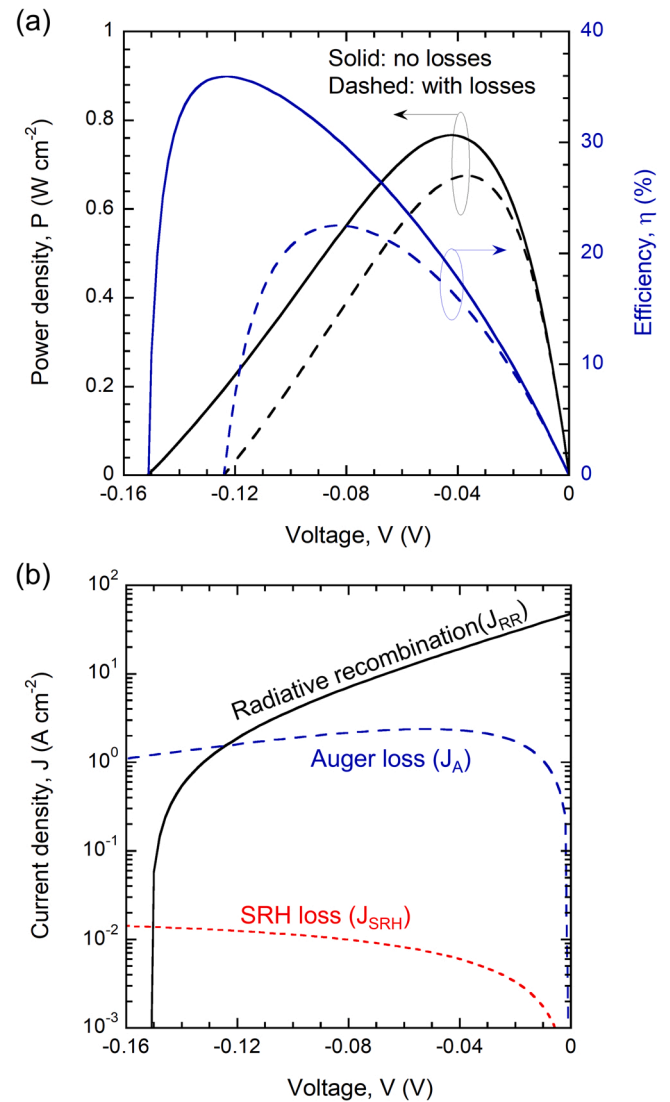 (a)
Solid: no losses
Dashed: with losses
Power density, P (W cm⁻²)
1
0.8
0.6
0.4
0.2
0
Efficiency, η (%)
40
30
20
10
0
-0.16
-0.12
-0.08
-0.04
0
Voltage, V (V)
(b)
Current density, J (A cm⁻²)
10²
10¹
10⁰
10⁻¹
10⁻²
10⁻³
Radiative recombination(J_RR)
Auger loss (J_A)
SRH loss (J_SRH)
-0.16
-0.12
-0.08
-0.04
0
Voltage, V (V)